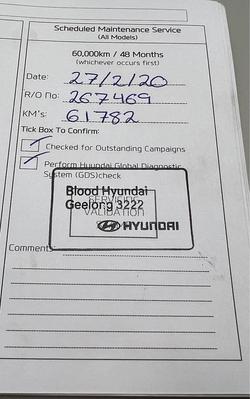 Scheduled Maintenance Service
(All Models)
60,000km / 48 Months
(whichever occurs first)
Date: 27/2/20
R/O No: 267469
KM's: 61782
Tick Box To Confirm:
Checked for Outstanding Campaigns
Perform Hyundai Global Diagnostic
System (GDS)check
Blood Hyundai
SERVICING
Geelong 3222
VALIDATION
HYUNDAI
Comments: